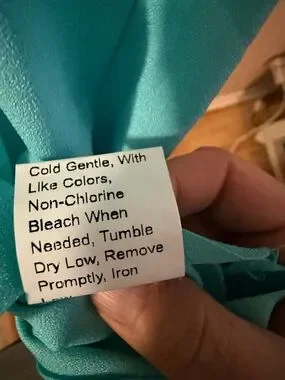 Cold Gentle, With
Like Colors,
Non-Chlorine
Bleach When
Needed, Tumble
Dry Low, Remove
Promptly, Iron